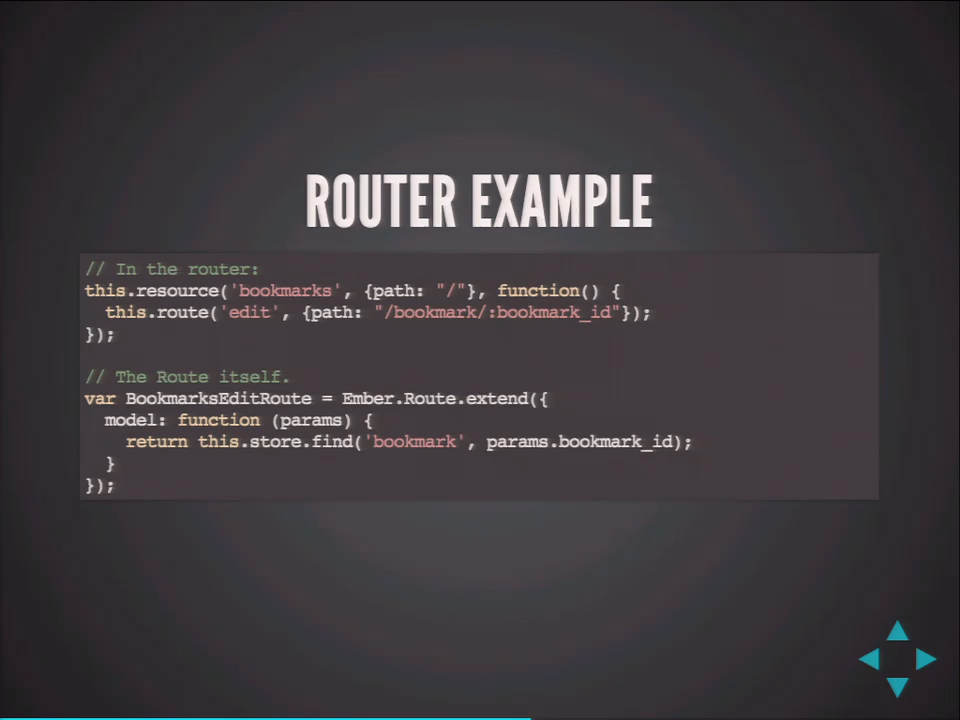 ROUTER EXAMPLE
// In the router:
this.resource('bookmarks', {path: "/"}, function() {
  this.route('edit', {path: "/bookmark/:bookmark_id"});
});

// The Route itself.
var BookmarksEditRoute = Ember.Route.extend({
  model: function (params) {
    return this.store.find('bookmark', params.bookmark_id);
  }
});